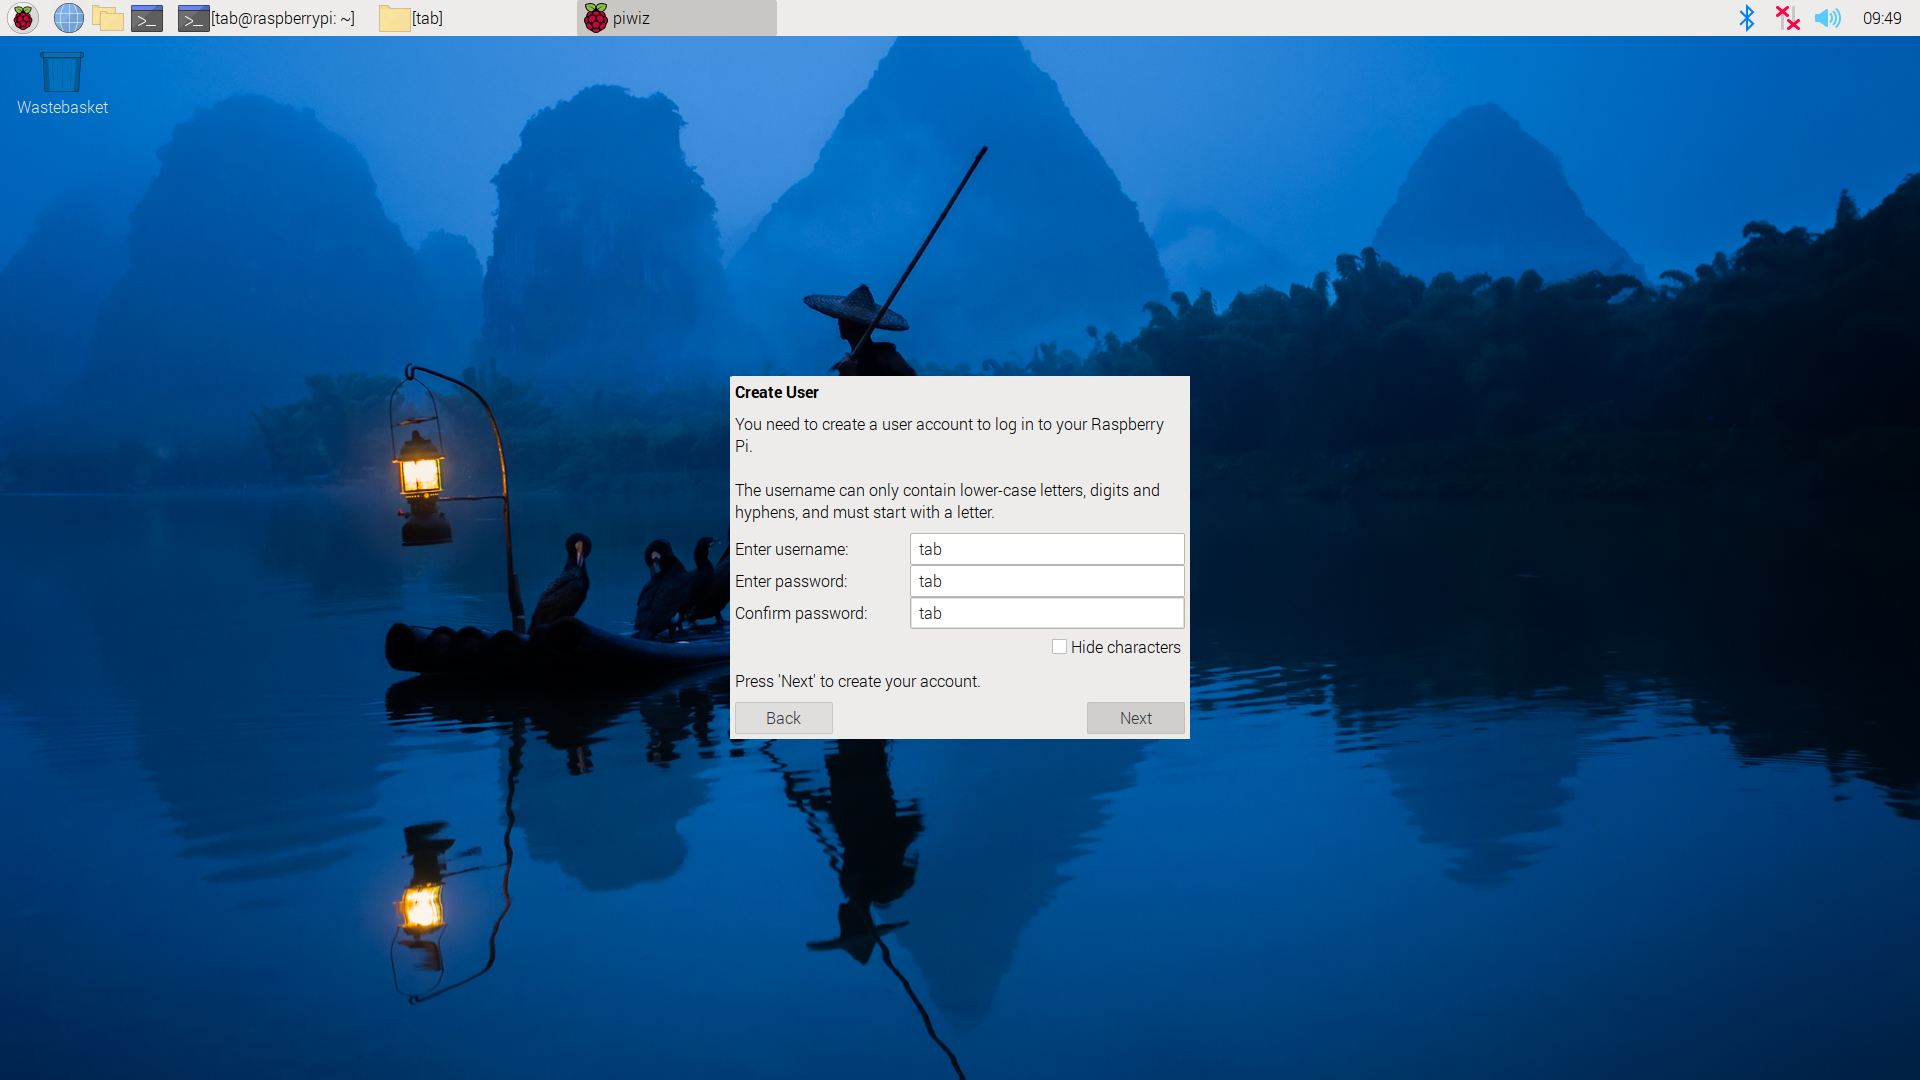 [tab@raspberrypi: ~]
[tab]
piwiz
09:49
Wastebasket
Create User
You need to create a user account to log in to your Raspberry
Pi.
The username can only contain lower-case letters, digits and
hyphens, and must start with a letter.
Enter username:
tab
Enter password:
tab
Confirm password:
tab
Hide characters
Press 'Next' to create your account.
Back
Next